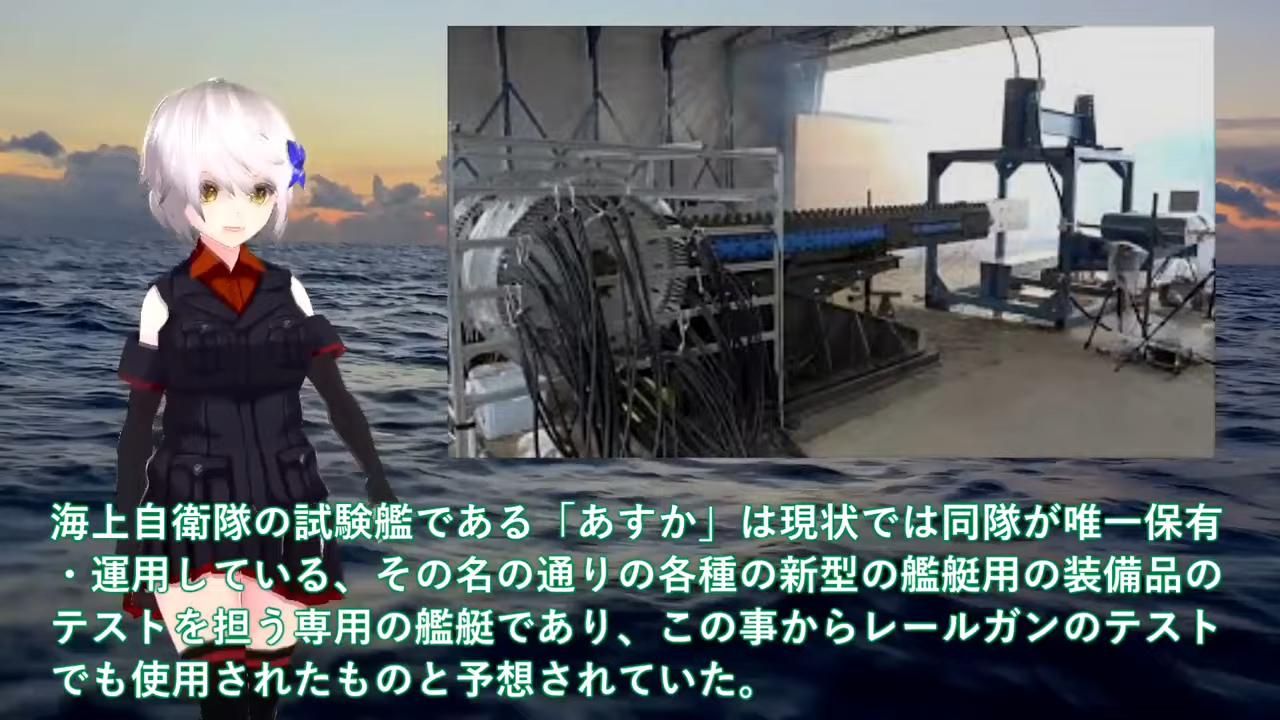 海上自衛隊の試験艦である「あすか」は現状では同隊が唯一保有
・運用している、その名の通りの各種の新型の艦艇用の装備品の
テストを担う専用の艦艇であり、この事からレールガンのテスト
でも使用されたものと予想されていた。